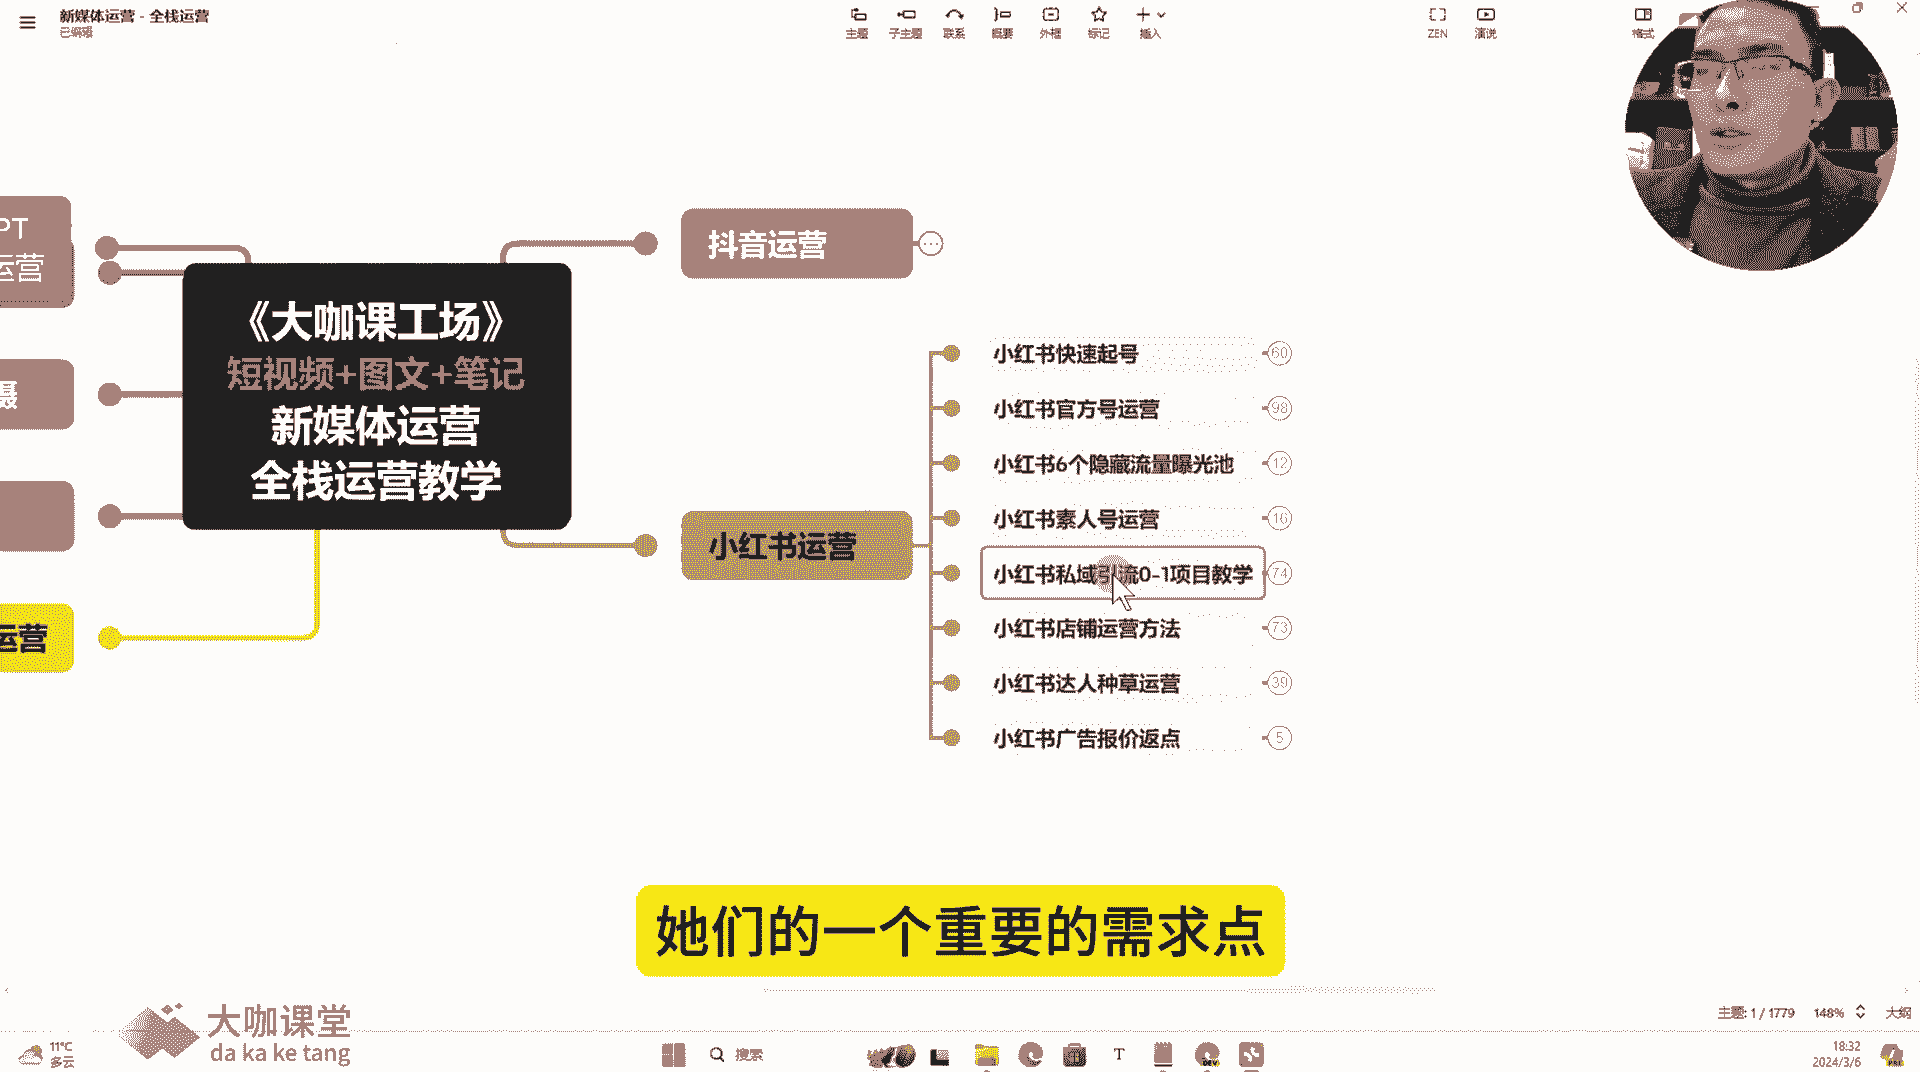 新媒体运营 - 全栈运营
已编辑
主题
子主题
联系
概要
外框
标记
插入
ZEN
演说
格式
PT
运营
摄
运营
《大咖课工场》
短视频+图文+笔记
新媒体运营
全栈运营教学
抖音运营
小红书运营
小红书快速起号
60
小红书官方号运营
98
小红书6个隐藏流量曝光池
12
小红书素人号运营
16
小红书私域引流0-1项目教学
74
小红书店铺运营方法
73
小红书达人种草运营
39
小红书广告报价返点
5
她们的一个重要的需求点
大咖课堂
da ka ke tang
主题: 1 / 1779
148%
大纲
11°C
多云
搜索
T
DEV
18:32
2024/3/6